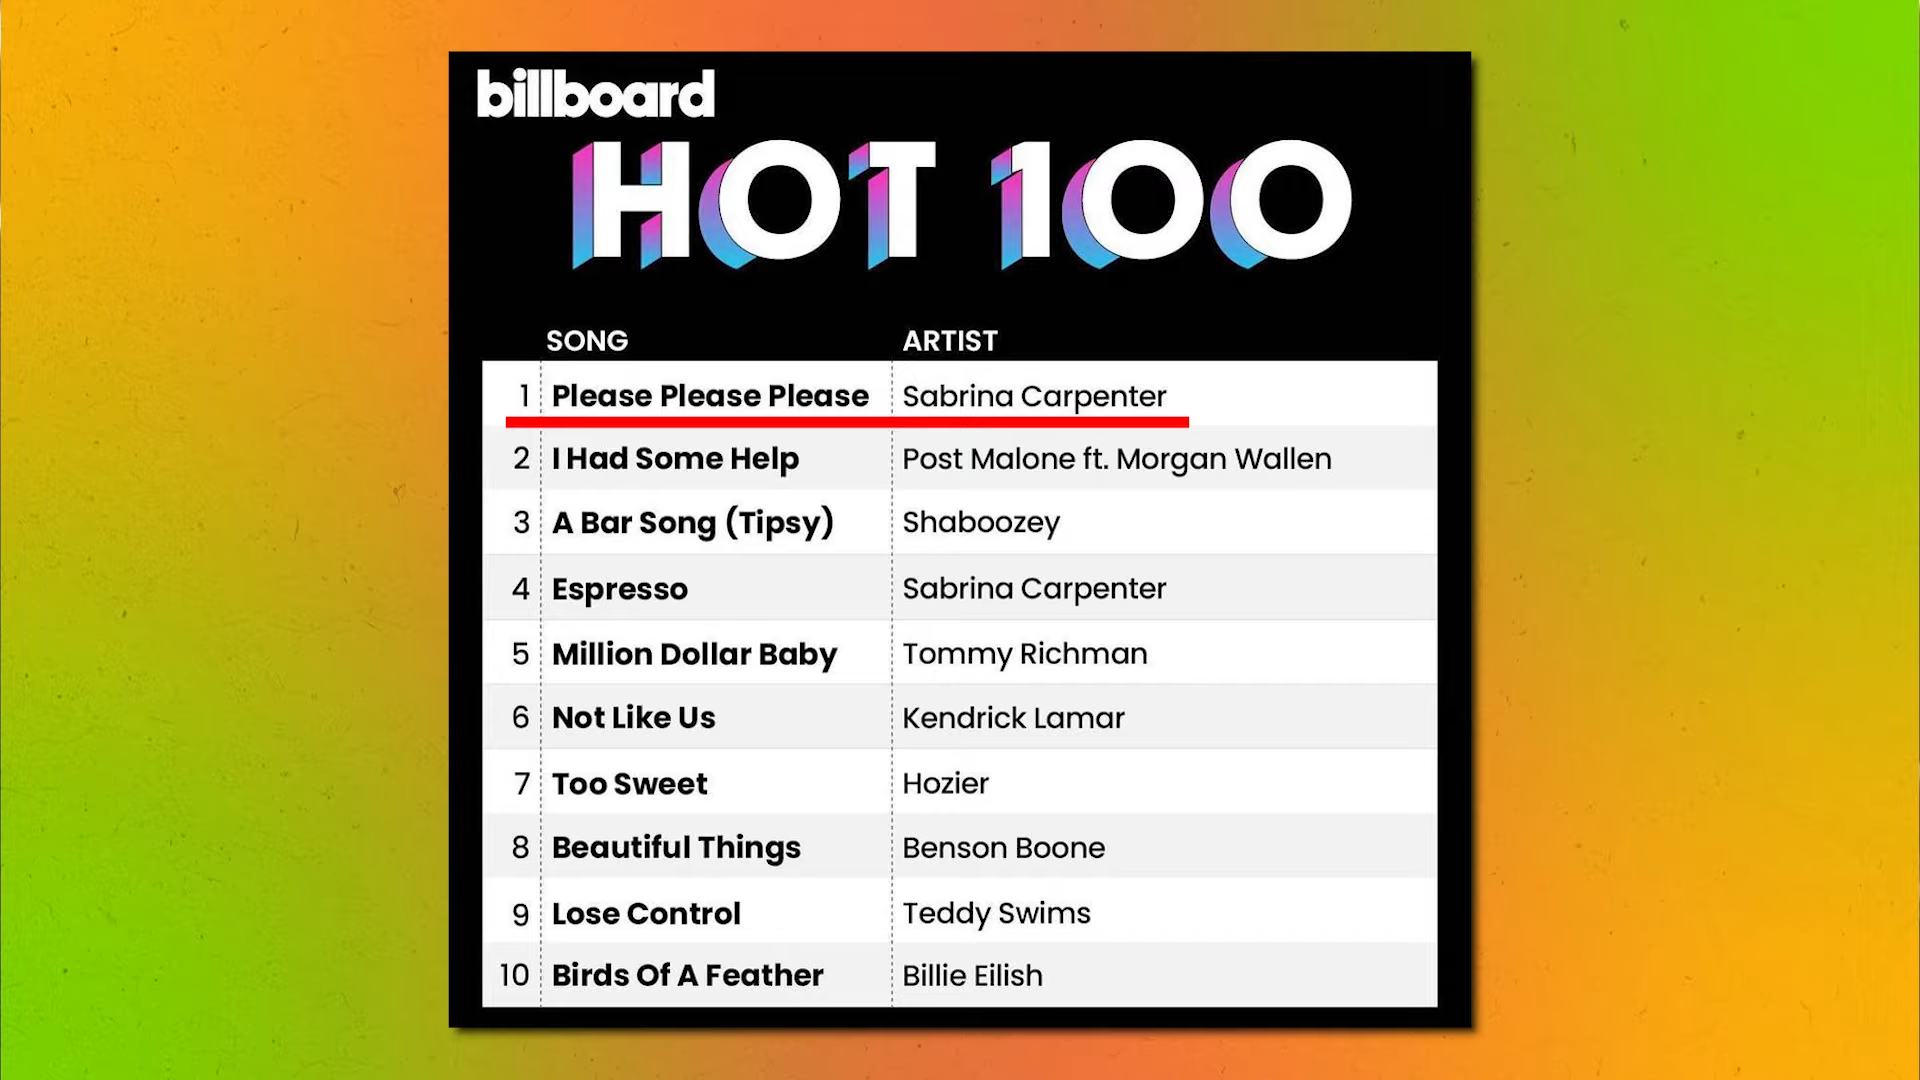 billboard
HOT 100
SONG ARTIST
1 Please Please Please Sabrina Carpenter
2 I Had Some Help Post Malone ft. Morgan Wallen
3 A Bar Song (Tipsy) Shaboozey
4 Espresso Sabrina Carpenter
5 Million Dollar Baby Tommy Richman
6 Not Like Us Kendrick Lamar
7 Too Sweet Hozier
8 Beautiful Things Benson Boone
9 Lose Control Teddy Swims
10 Birds Of A Feather Billie Eilish